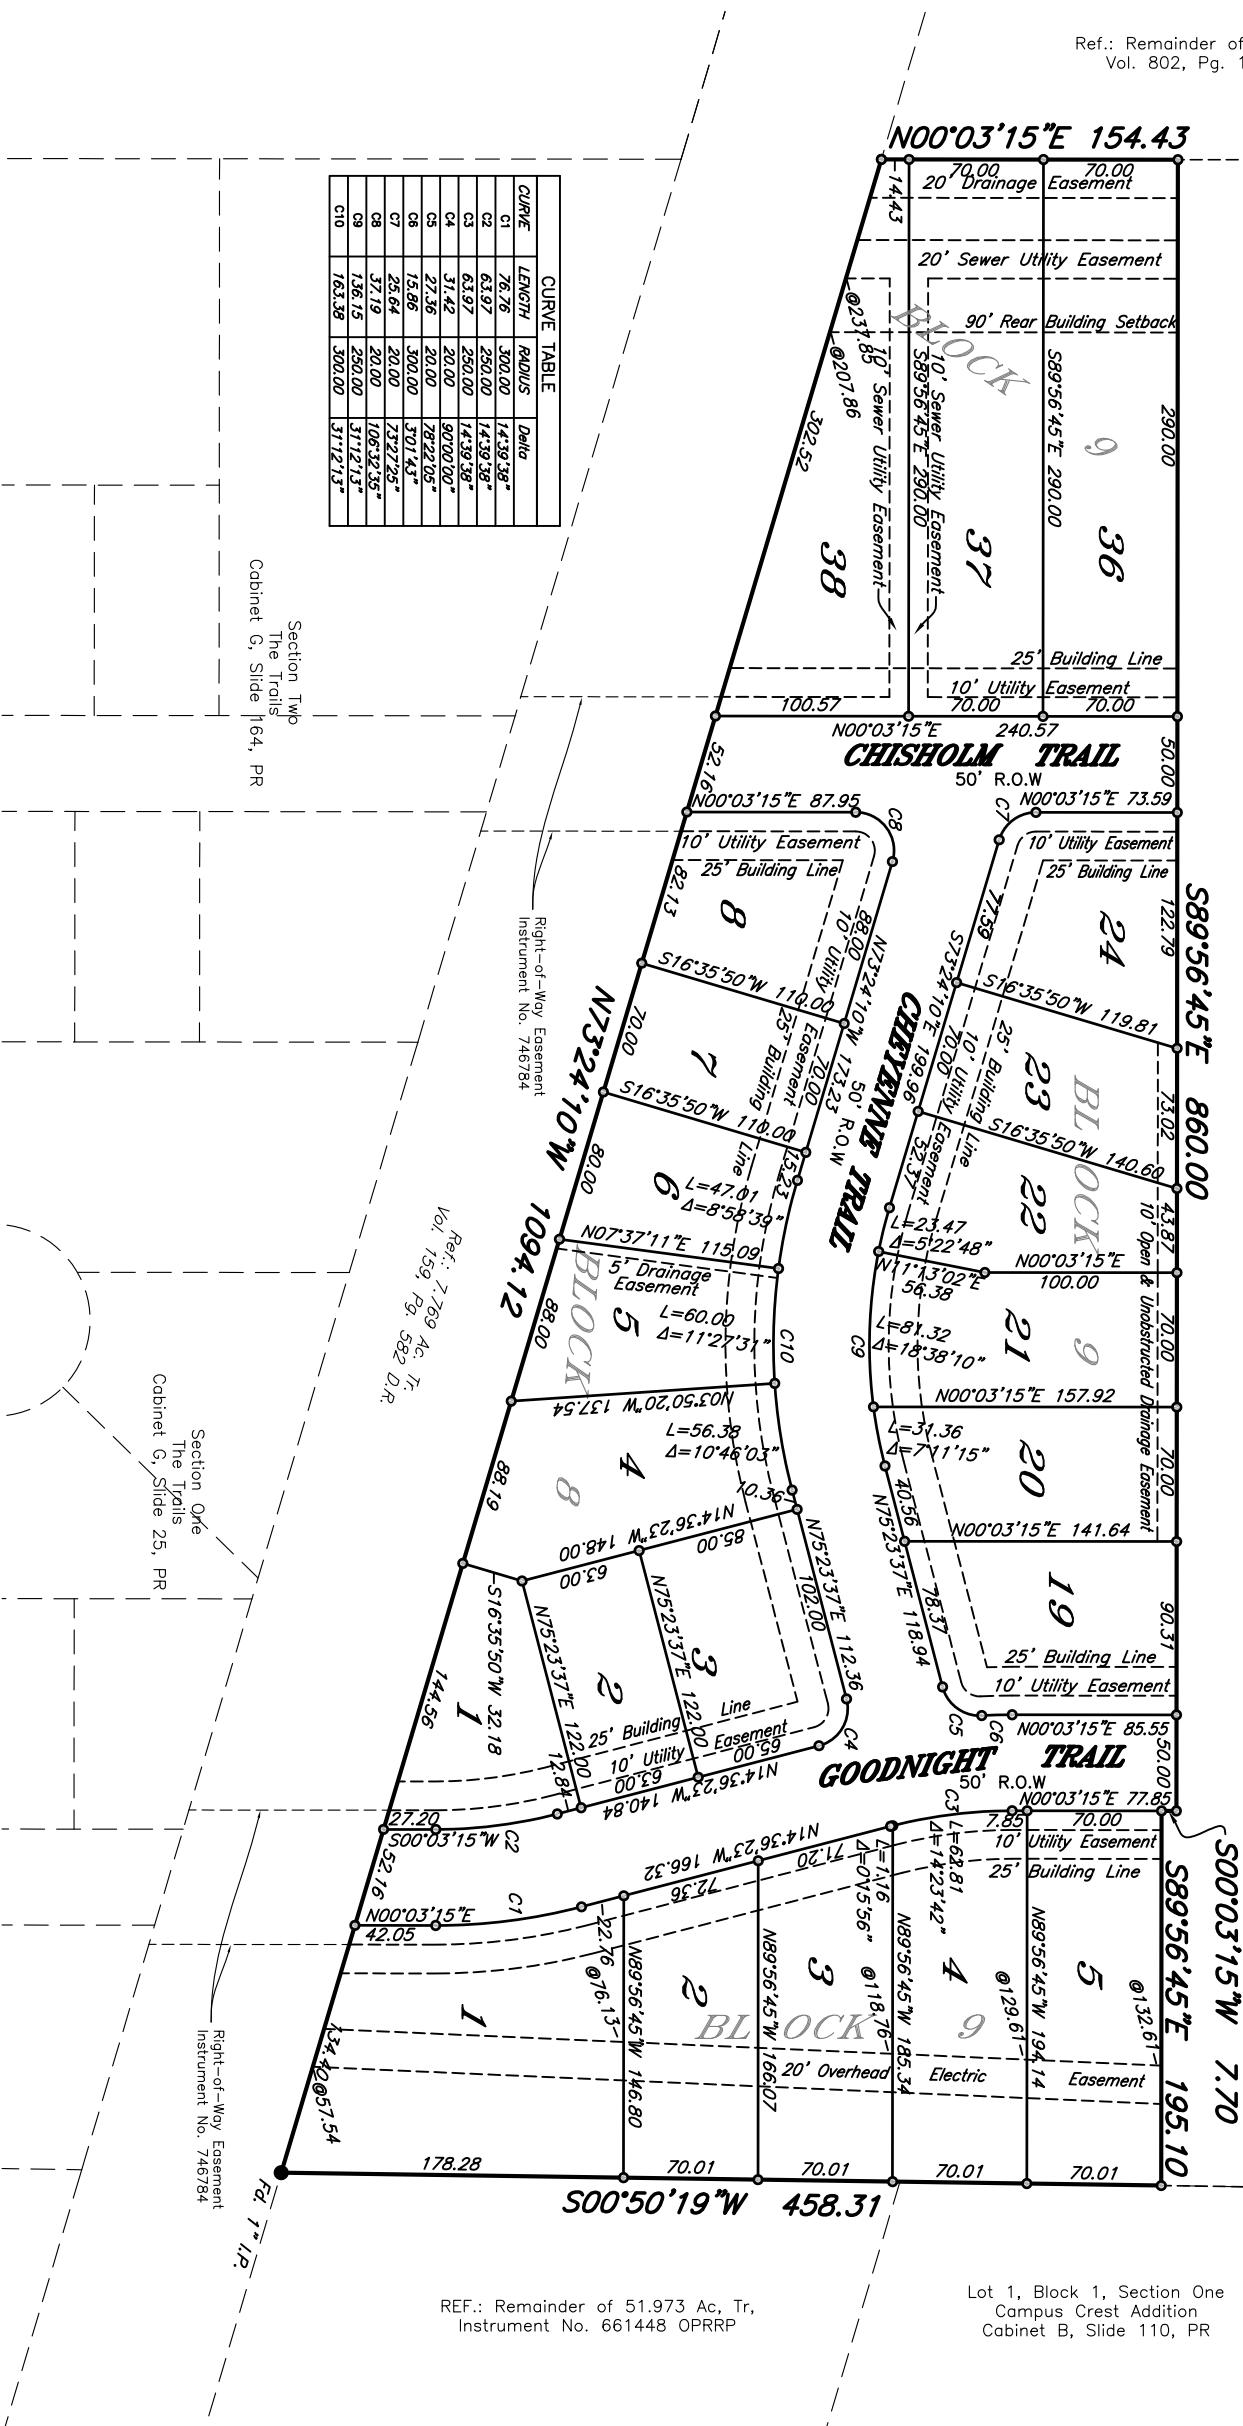 Ref.: Remainder of
Vol. 802, Pg. 1
N00°03'15"E 154.43
70.00
70.00
20' Drainage Easement
14.43
20' Sewer Utility Easement
90' Rear Building Setback
BLOCK
9
@237.85
@207.86
10' Sewer Utility Easement
10' Sewer Utility Easement
S89°56'45"E 290.00
S89°56'45"E 290.00
290.00
302.52
36
37
38
25' Building Line
10' Utility Easement
100.57
70.00
70.00
N00°03'15"E 240.57
CHISHOLM TRAIL
50' R.O.W
50.00
52.16
CURVE TABLE
CURVE LENGTH RADIUS Delta
C1 76.76 300.00 14°39'38"
C2 63.97 250.00 14°39'38"
C3 63.97 250.00 14°39'38"
C4 31.42 20.00 90°00'00"
C5 27.36 20.00 78°22'05"
C6 15.86 300.00 3°01'43"
C7 25.64 20.00 73°27'25"
C8 37.19 20.00 106°32'35"
C9 136.15 250.00 31°12'13"
C10 163.38 300.00 31°12'13"
Section Two
The Trails
Cabinet G, Slide 164, PR
N00°03'15"E 87.95
C8
C7
N00°03'15"E 73.59
10' Utility Easement
25' Building Line
10' Utility Easement
25' Building Line
82.13
8
88.00
10' Utility Easement
25' Building Line
N73°24'10"W 173.23
77.59
S73°24'10"E 199.96
24
122.79
S89°56'45"E 860.00
S16°35'50"W 110.00
S16°35'50"W 119.81
Right-of-Way Easement
Instrument No. 746784
N73°24'10"W 1094.12
70.00
7
70.00
CHEYENNE TRAIL
50' R.O.W
70.00
10' Utility Easement
25' Building Line
23
BLOCK
9
73.02
S16°35'50"W 110.00
S16°35'50"W 140.60
80.00
6
15.23
L=47.01
Δ=8°58'39"
52.37
L=23.47
Δ=5°22'48"
22
43.87
10' Open & Unobstructed Drainage Easement
N07°37'11"E 115.09
N11°13'02"E
56.38
N00°03'15"E
100.00
5' Drainage
Easement
BLOCK
8
88.00
5
L=60.00
Δ=11°27'31"
C10
C9
L=81.32
Δ=18°38'10"
21
70.00
Ref.: 7.769 Ac. Tr.
Vol. 159, Pg. 582 D.R.
N03°50'20"W 137.54
N00°03'15"E 157.92
88.19
4
L=56.38
Δ=10°46'03"
10.36
L=31.36
Δ=7°11'15"
20
70.00
40.56
N00°03'15"E 141.64
Section One
The Trails
Cabinet G, Slide 25, PR
N14°36'23"W 148.00
85.00
63.00
S16°35'50"W 32.18
N75°23'37"E 122.00
N75°23'37"E 122.00
N75°23'37"E 112.36
102.00
N75°23'37"E 118.94
78.37
19
90.31
144.56
1
2
3
25' Building Line
10' Utility Easement
25' Building Line
10' Utility Easement
12.84
63.00
65.00
N14°36'23"W 140.84
C4
C5
C6
N00°03'15"E 85.55
GOODNIGHT TRAIL
50' R.O.W
50.00
27.20
S00°03'15"W
C2
52.16
N00°03'15"E
42.05
C1
N14°36'23"W 166.32
72.36
71.20
22.76
C3
L=62.81
Δ=14°23'42"
L=1.16
Δ=0°15'56"
N00°03'15"E 77.85
7.85
70.00
10' Utility Easement
25' Building Line
S00°03'15"W 7.70
S89°56'45"E 195.10
N89°56'45"W 146.80
N89°56'45"W 166.07
N89°56'45"W 185.34
N89°56'45"W 194.14
@76.13
@118.76
@129.61
@132.61
1
2
3
4
5
BLOCK 9
20' Overhead Electric Easement
134.40
@57.54
Right-of-Way Easement
Instrument No. 746784
178.28
70.01
70.01
70.01
70.01
S00°50'19"W 458.31
Fd. 1" I.P.
REF.: Remainder of 51.973 Ac, Tr,
Instrument No. 661448 OPRRP
Lot 1, Block 1, Section One
Campus Crest Addition
Cabinet B, Slide 110, PR